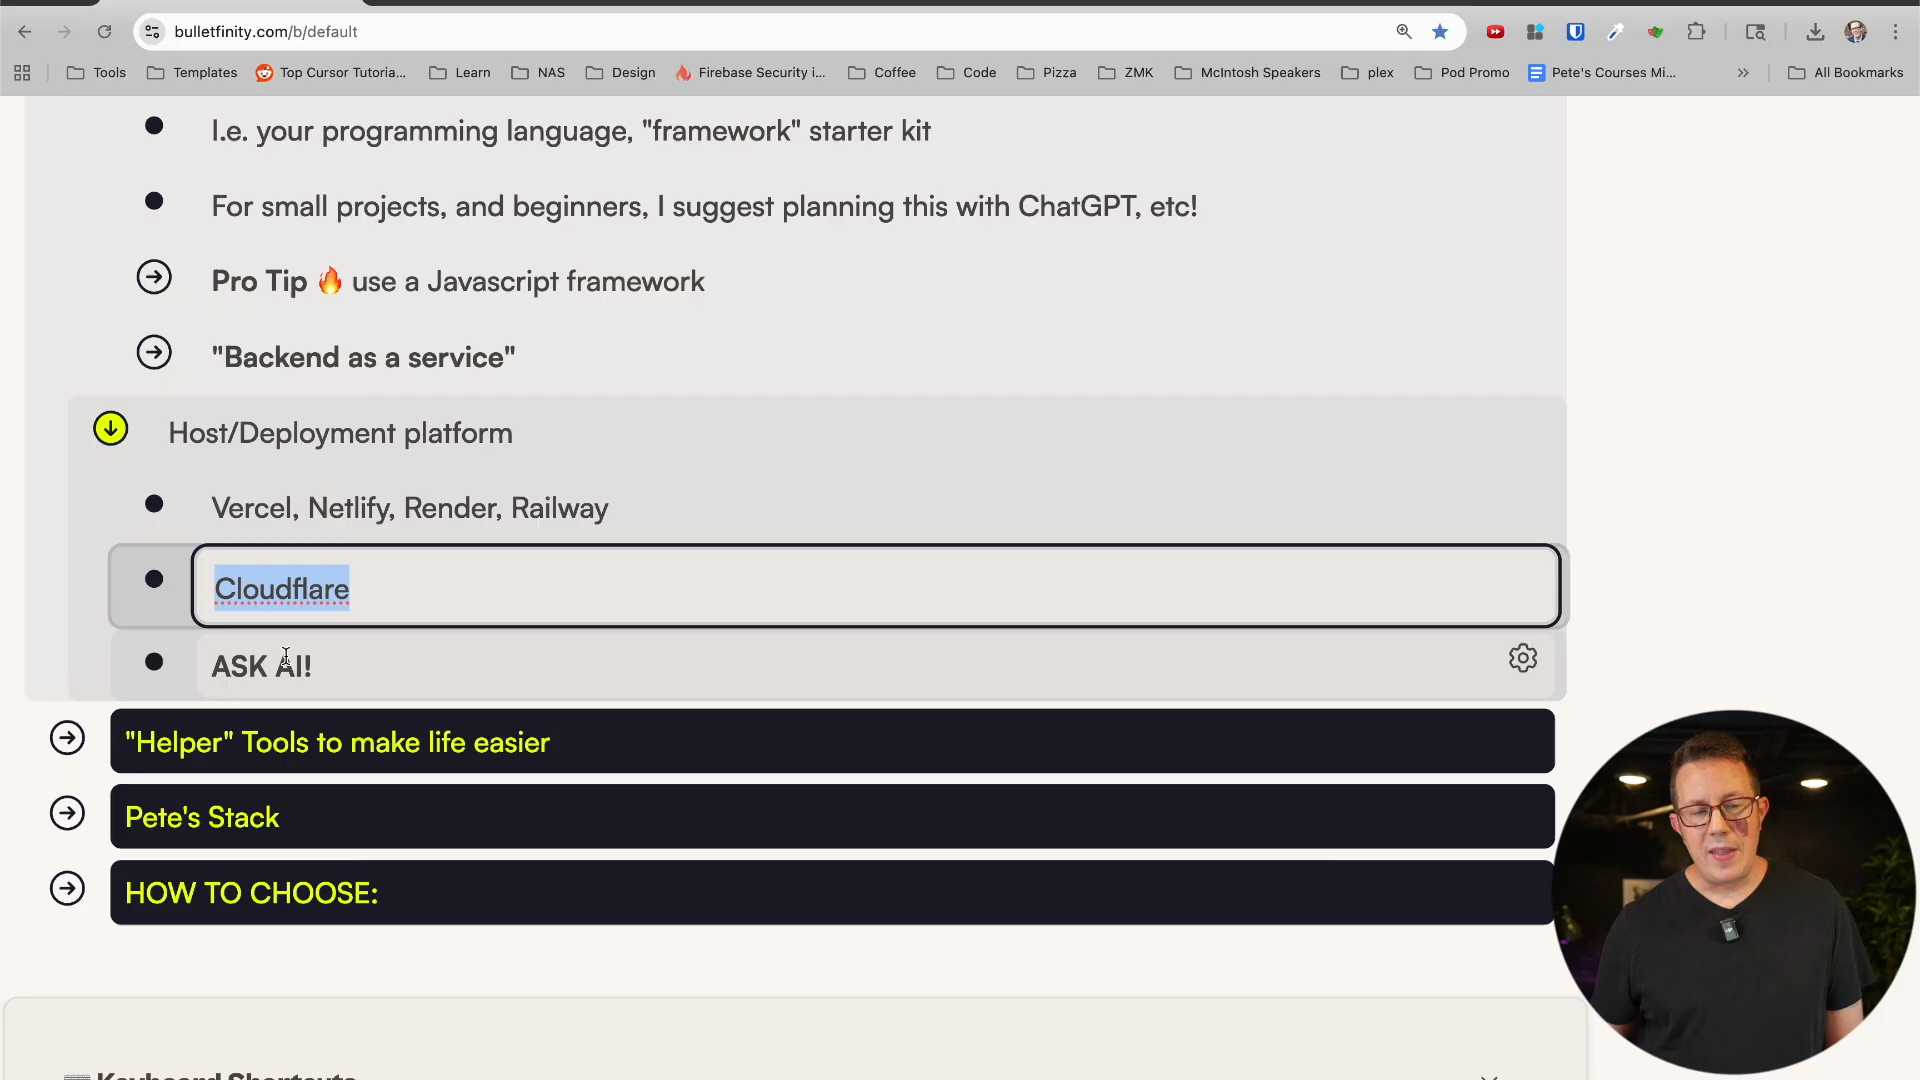 bulletfinity.com/b/default
Tools
Templates
Top Cursor Tutoria...
Learn
NAS
Design
Firebase Security i...
Coffee
Code
Pizza
ZMK
McIntosh Speakers
plex
Pod Promo
Pete's Courses Mi...
All Bookmarks
I.e. your programming language, "framework" starter kit
For small projects, and beginners, I suggest planning this with ChatGPT, etc!
Pro Tip 🔥 use a Javascript framework
"Backend as a service"
Host/Deployment platform
Vercel, Netlify, Render, Railway
Cloudflare
ASK AI!
"Helper" Tools to make life easier
Pete's Stack
HOW TO CHOOSE:
Keyboard Shortcuts